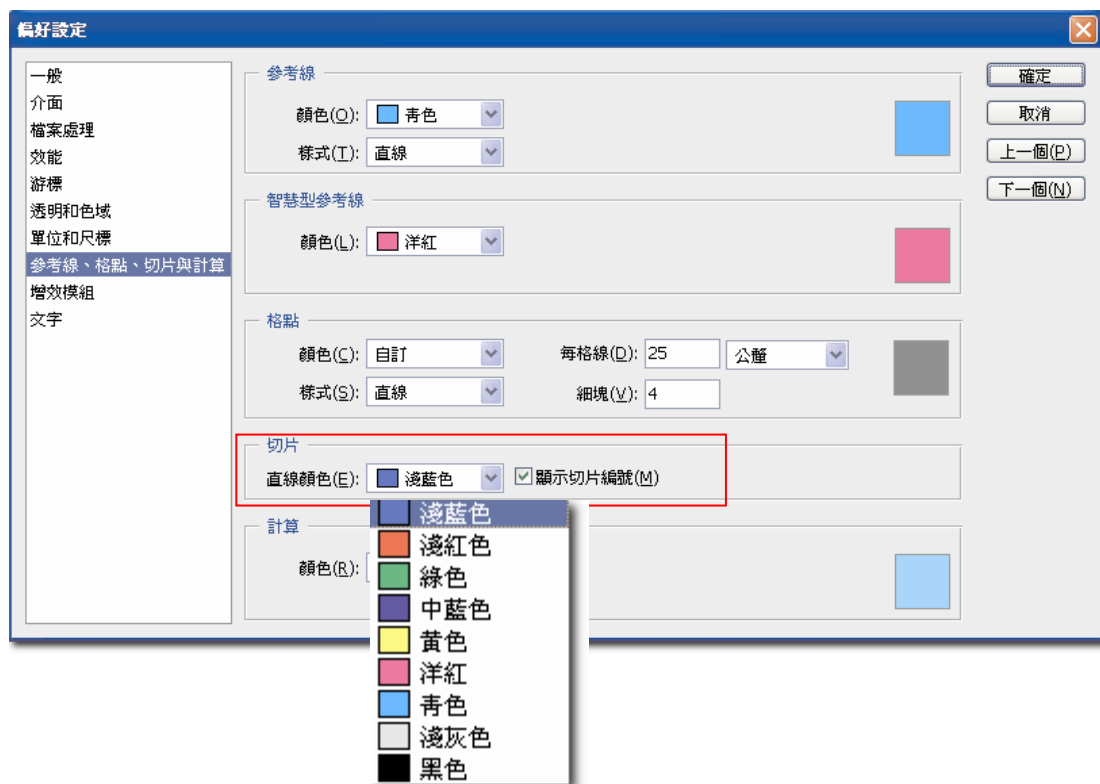 偏好設定
一般
介面
檔案處理
效能
游標
透明和色域
單位和尺標
參考線、格點、切片與計算
增效模組
文字
參考線
顏色(O): 青色
樣式(T): 直線
智慧型參考線
顏色(L): 洋紅
格點
顏色(C): 自訂 每格線(D): 25 公釐
樣式(S): 直線 細塊(V): 4
切片
直線顏色(E): 淺藍色 顯示切片編號(M)
淺藍色
淺紅色
綠色
中藍色
黃色
洋紅
青色
淺灰色
黑色
計算
顏色(R):
確定
取消
上一個(P)
下一個(N)